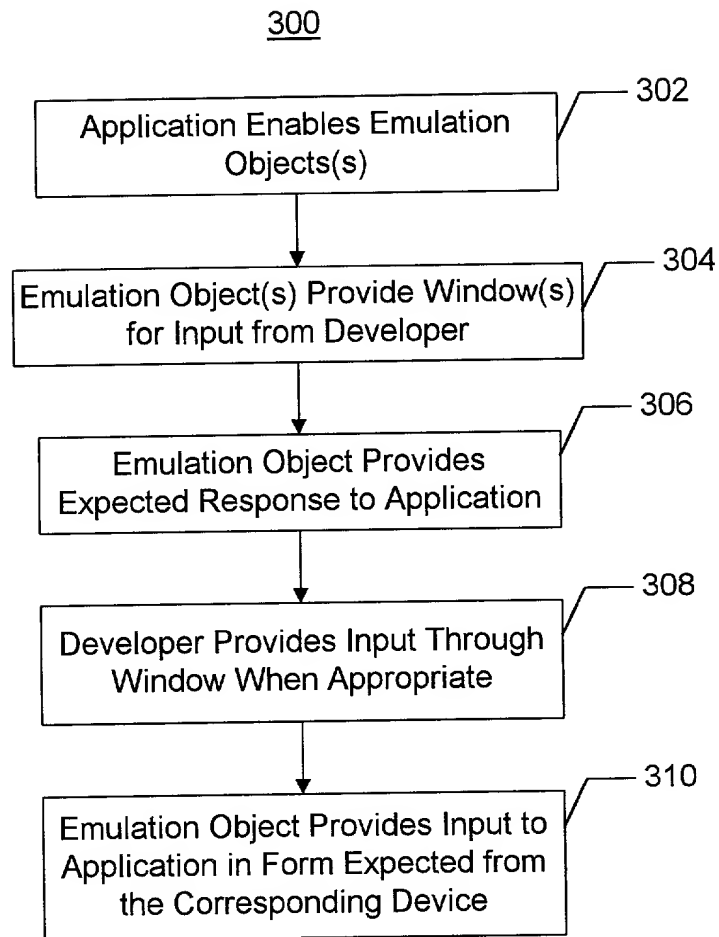 300
302
Application Enables Emulation
Objects(s)
304
Emulation Object(s) Provide Window(s)
for Input from Developer
306
Emulation Object Provides
Expected Response to Application
308
Developer Provides Input Through
Window When Appropriate
310
Emulation Object Provides Input to
Application in Form Expected from
the Corresponding Device